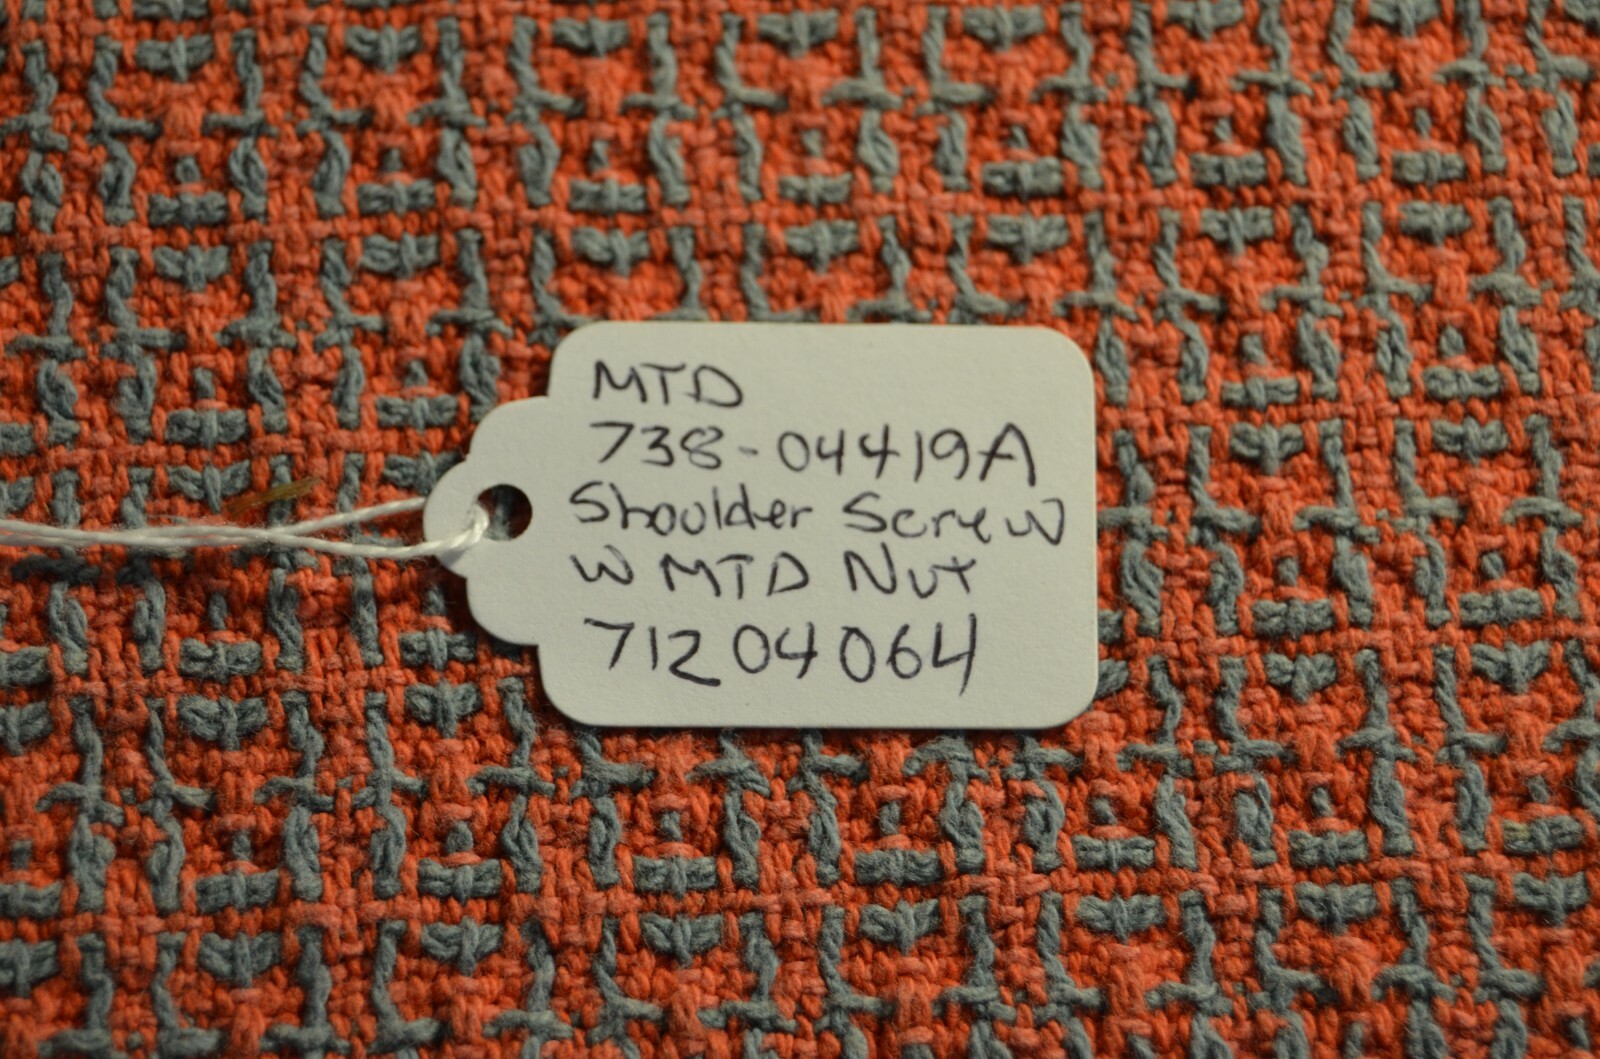 MTD
738-04419A
Shoulder Screw
W MTD Nut
71204064